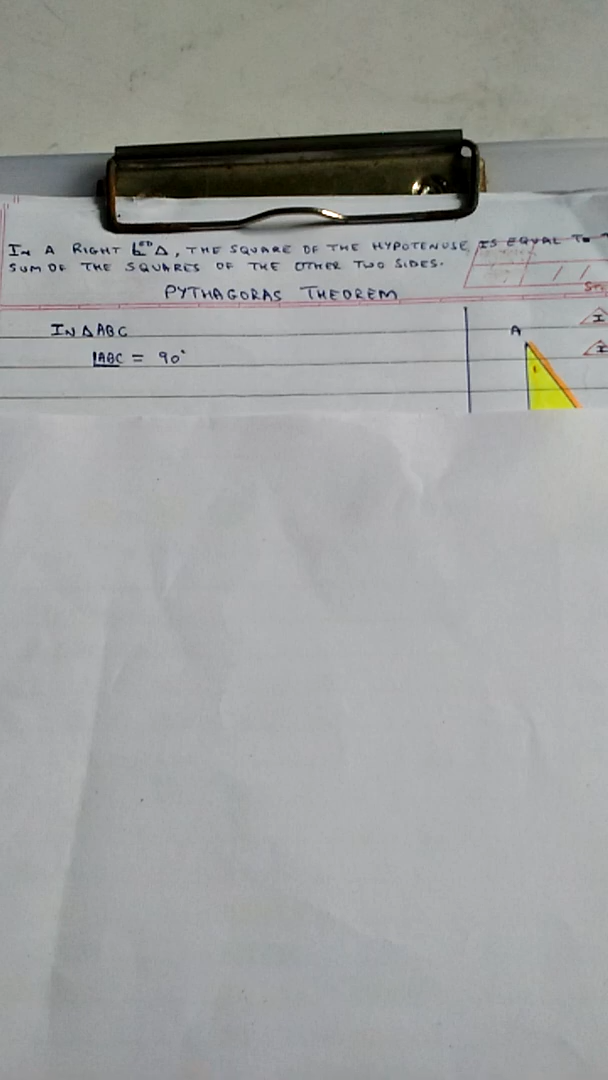 IN A RIGHT ∠ED Δ, THE SQUARE OF THE HYPOTENUSE IS EQUAL TO
SUM OF THE SQUARES OF THE OTHER TWO SIDES.
PYTHAGORAS THEOREM
IN Δ ABC
∠ABC = 90°
A
I
I
1